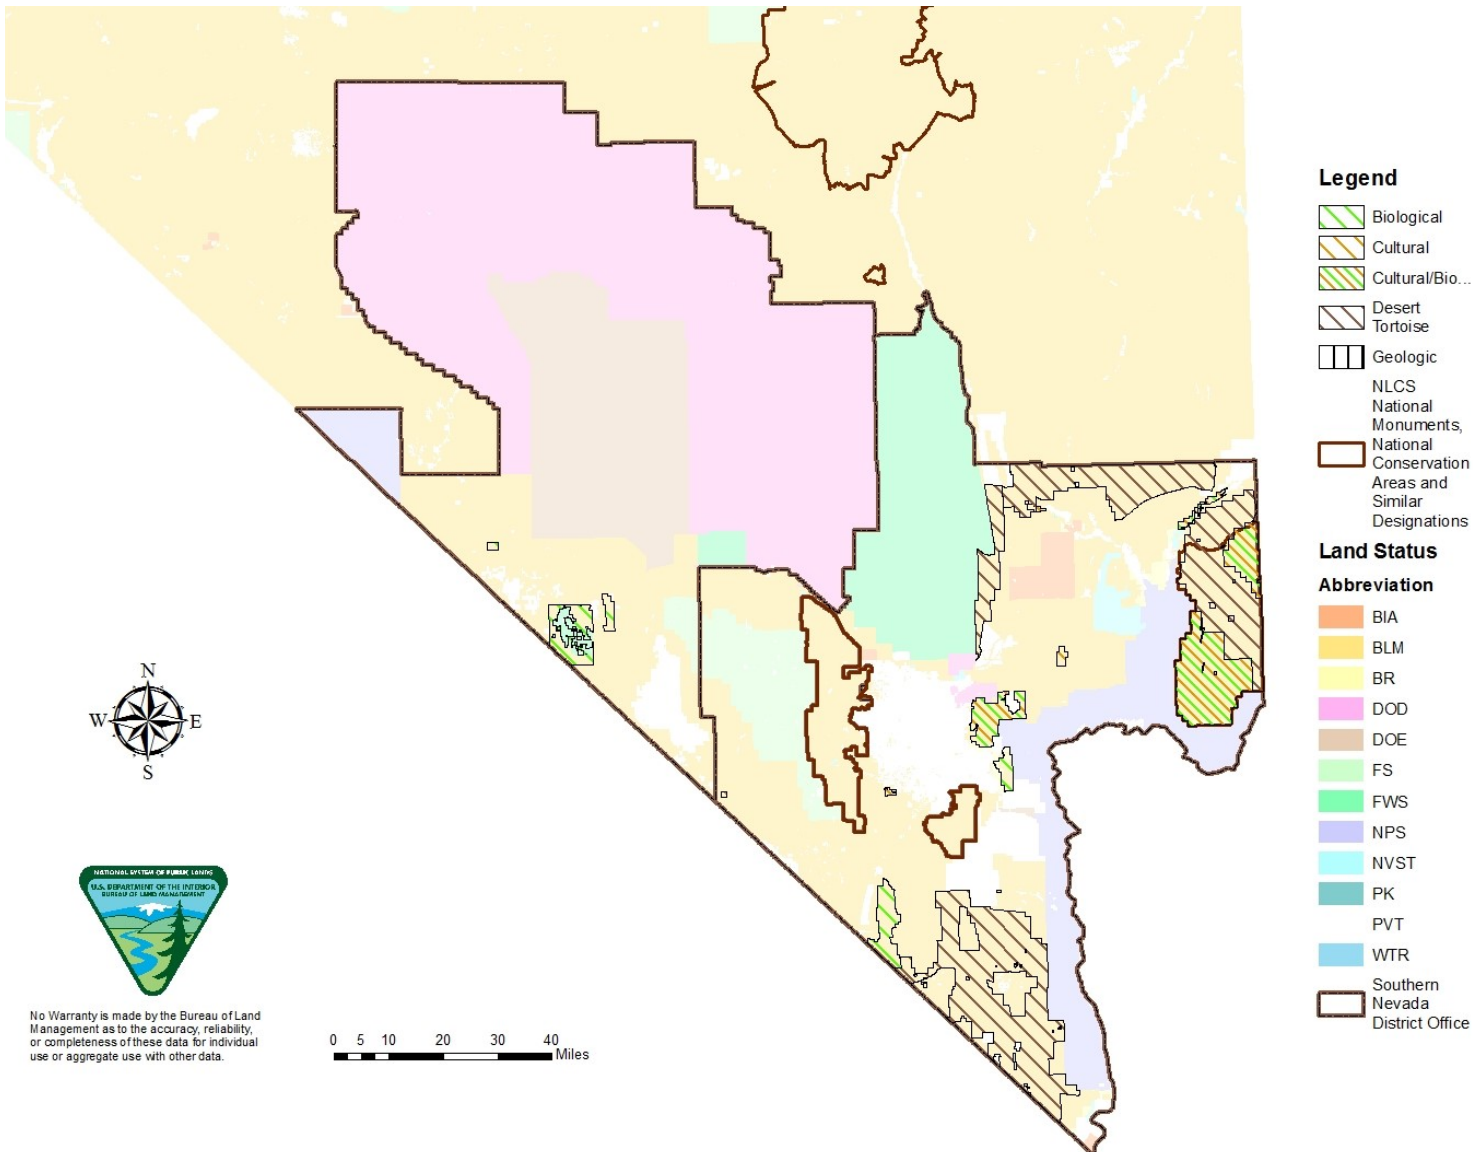 Legend
Biological
Cultural
Cultural/Bio...
Desert
Tortoise
Geologic
NLCS
National
Monuments,
National
Conservation
Areas and
Similar
Designations
Land Status
Abbreviation
BIA
BLM
BR
DOD
DOE
FS
FWS
NPS
NVST
PK
PVT
WTR
Southern
Nevada
District Office
N
W E
S
NATIONAL SYSTEM OF PUBLIC LANDS
U.S. DEPARTMENT OF THE INTERIOR
BUREAU OF LAND MANAGEMENT
No Warranty is made by the Bureau of Land
Management as to the accuracy, reliability,
or completeness of these data for individual
use or aggregate use with other data.
0 5 10 20 30 40
Miles